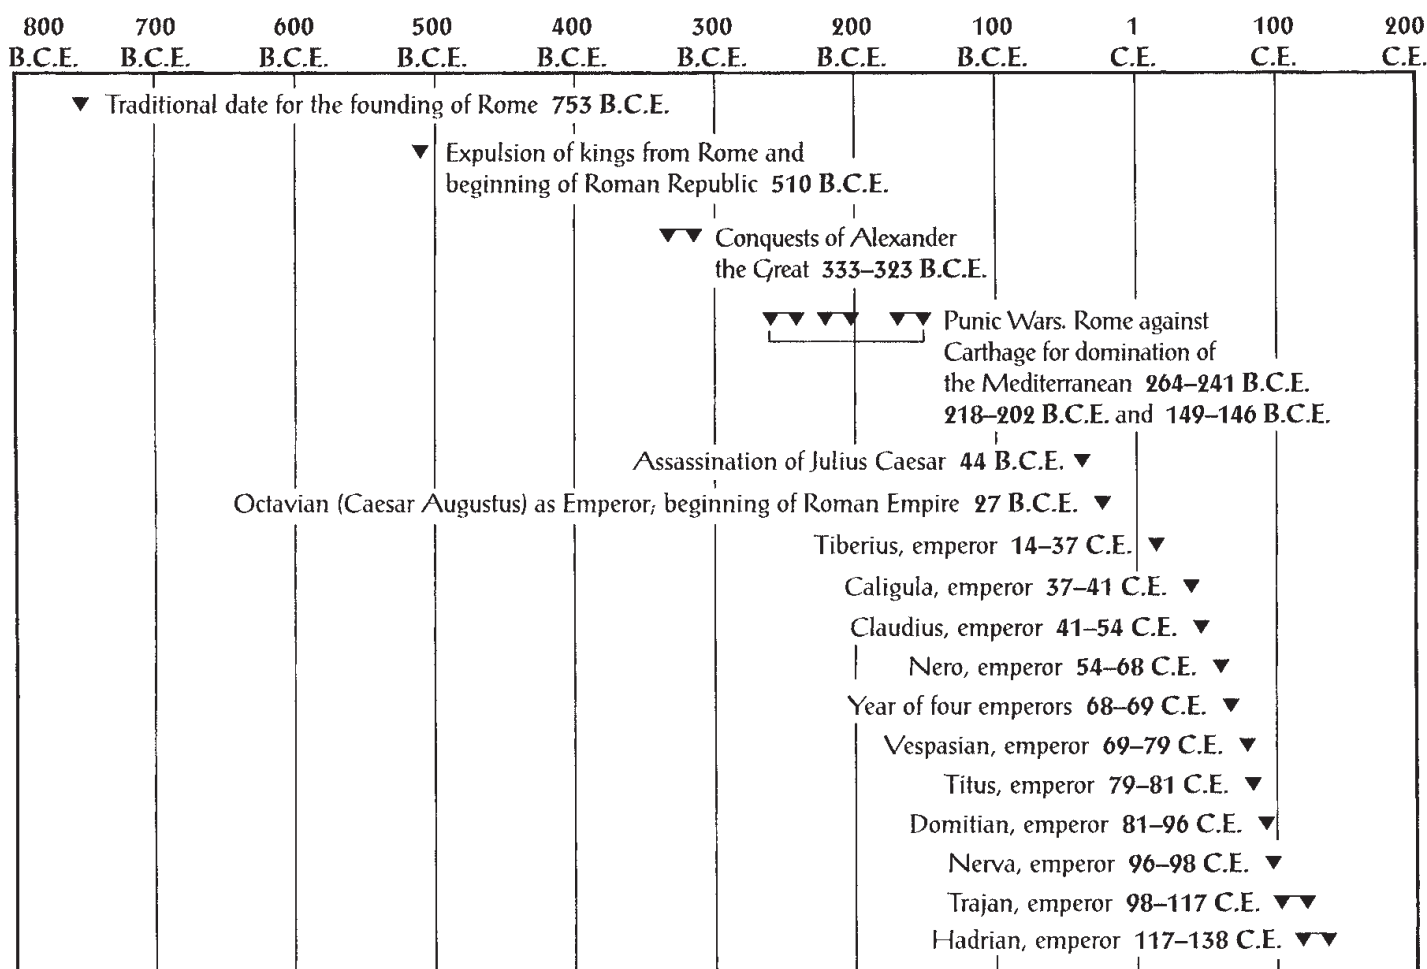 800 700 600 500 400 300 200 100 1 100 200
B.C.E. B.C.E. B.C.E. B.C.E. B.C.E. B.C.E. B.C.E. B.C.E. C.E. C.E. C.E.
Traditional date for the founding of Rome 753 B.C.E.
Expulsion of kings from Rome and
beginning of Roman Republic 510 B.C.E.
Conquests of Alexander
the Great 333–323 B.C.E.
Punic Wars. Rome against
Carthage for domination of
the Mediterranean 264–241 B.C.E.
218–202 B.C.E. and 149–146 B.C.E.
Assassination of Julius Caesar 44 B.C.E.
Octavian (Caesar Augustus) as Emperor; beginning of Roman Empire 27 B.C.E.
Tiberius, emperor 14–37 C.E.
Caligula, emperor 37–41 C.E.
Claudius, emperor 41–54 C.E.
Nero, emperor 54–68 C.E.
Year of four emperors 68–69 C.E.
Vespasian, emperor 69–79 C.E.
Titus, emperor 79–81 C.E.
Domitian, emperor 81–96 C.E.
Nerva, emperor 96–98 C.E.
Trajan, emperor 98–117 C.E.
Hadrian, emperor 117–138 C.E.